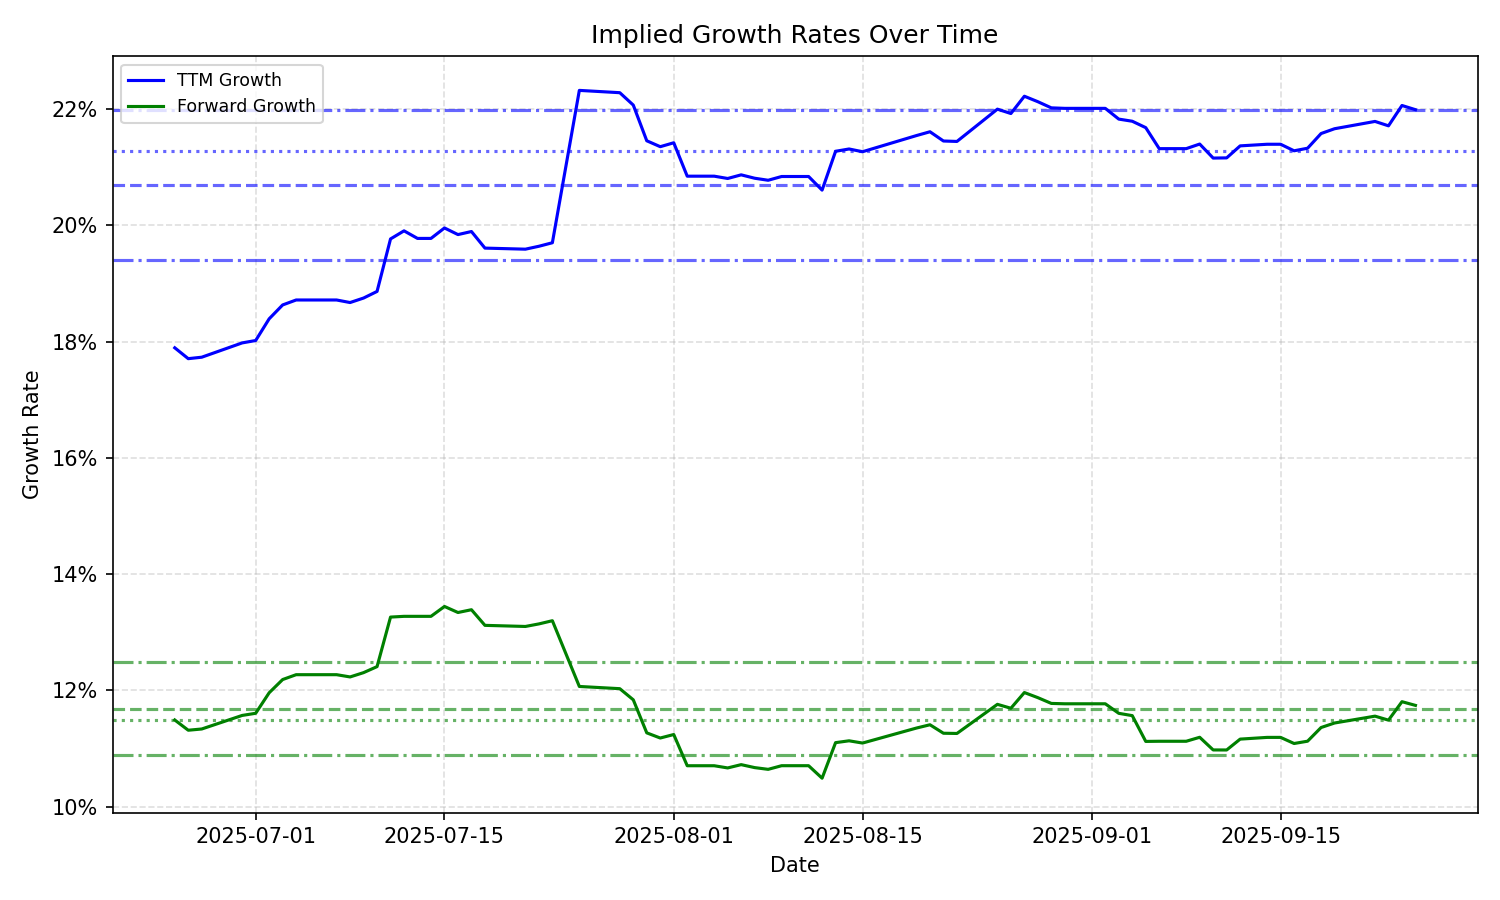 Implied Growth Rates Over Time
TTM Growth
Forward Growth
22%
20%
18%
16%
14%
12%
10%
Growth Rate
2025-07-01
2025-07-15
2025-08-01
2025-08-15
2025-09-01
2025-09-15
Date